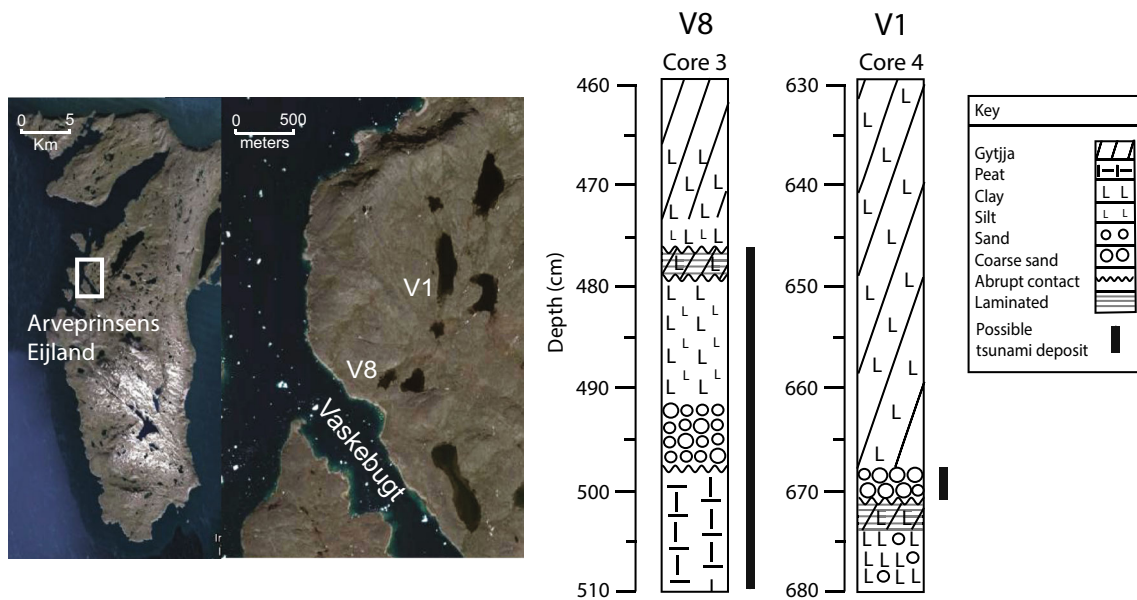 0 5
Km
Arveprinsens
Eijland
0 500
meters
V1
V8
Vaskebugt
V8
Core 3
Depth (cm)
460
470
480
490
500
510
V1
Core 4
630
640
650
660
670
680
Key
Gytjja
Peat
Clay
Silt
Sand
Coarse sand
Abrupt contact
Laminated
Possible
tsunami deposit